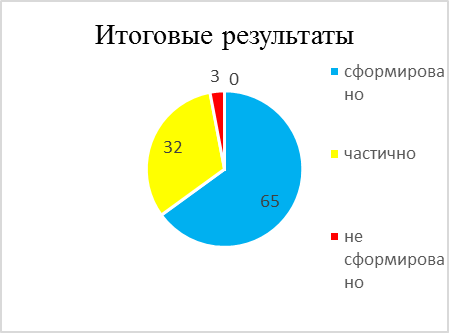 Итоговые результаты
3
0
32
65
сформирова
но
частично
не
сформирова
но